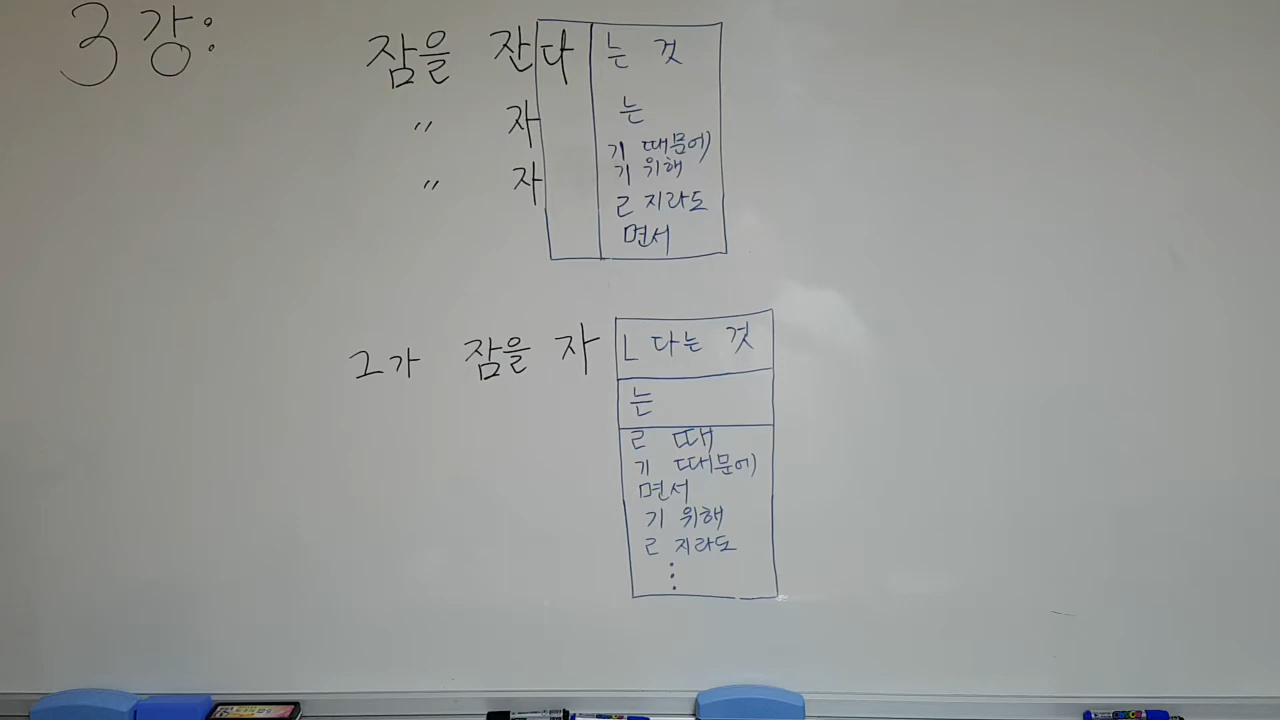 3강:
잠을 잔다는 것
〃 자 는
기 때문에
〃 자 기 위해
ㄹ 지라도
면서
그가 잠을 자 ㄴ 다는 것
는
ㄹ 때
기 때문에
면서
기 위해
ㄹ 지라도
⋮